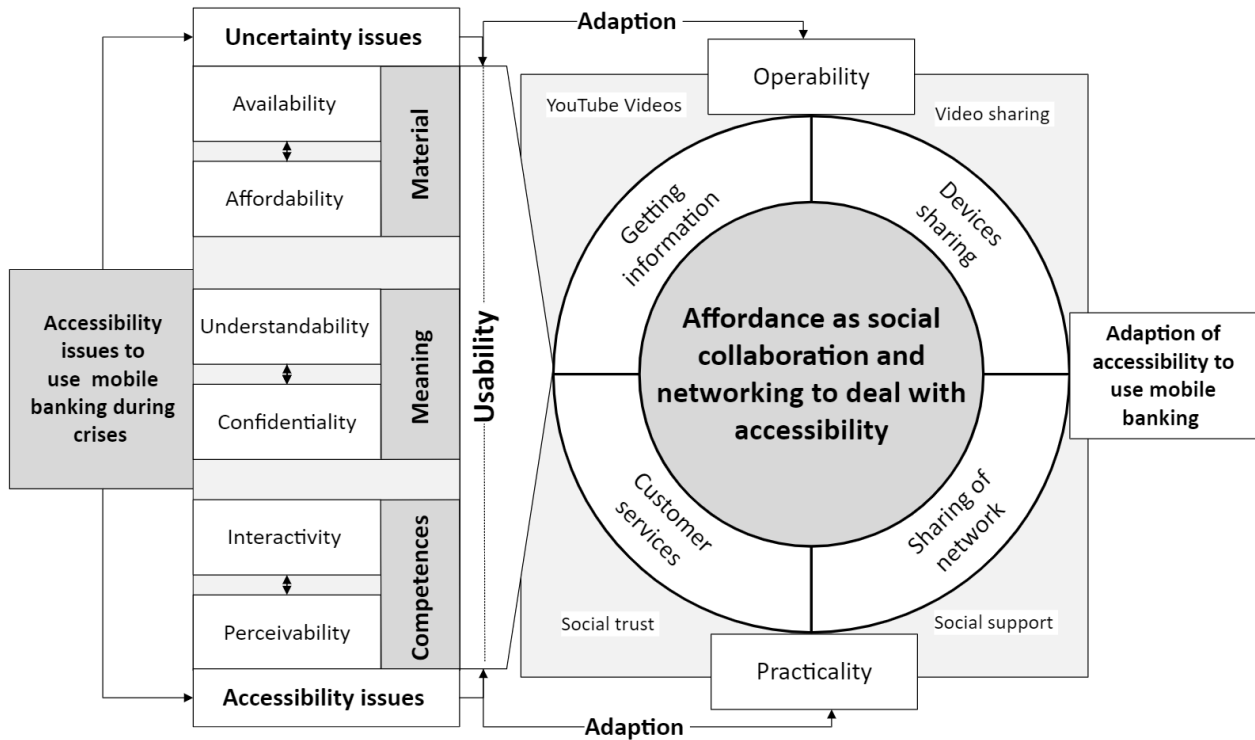 Adaption
Uncertainty issues
Availability
Affordability
Material
Understandability
Confidentiality
Meaning
Interactivity
Perceivability
Competences
Accessibility issues
Accessibility
issues to
use mobile
banking during
crises
Usability
Adaption
Operability
YouTube Videos
Video sharing
Getting
information
Devices
sharing
Affordance as social
collaboration and
networking to deal with
accessibility
Customer
services
Sharing of
network
Social trust
Social support
Practicality
Adaption of
accessibility to
use mobile
banking